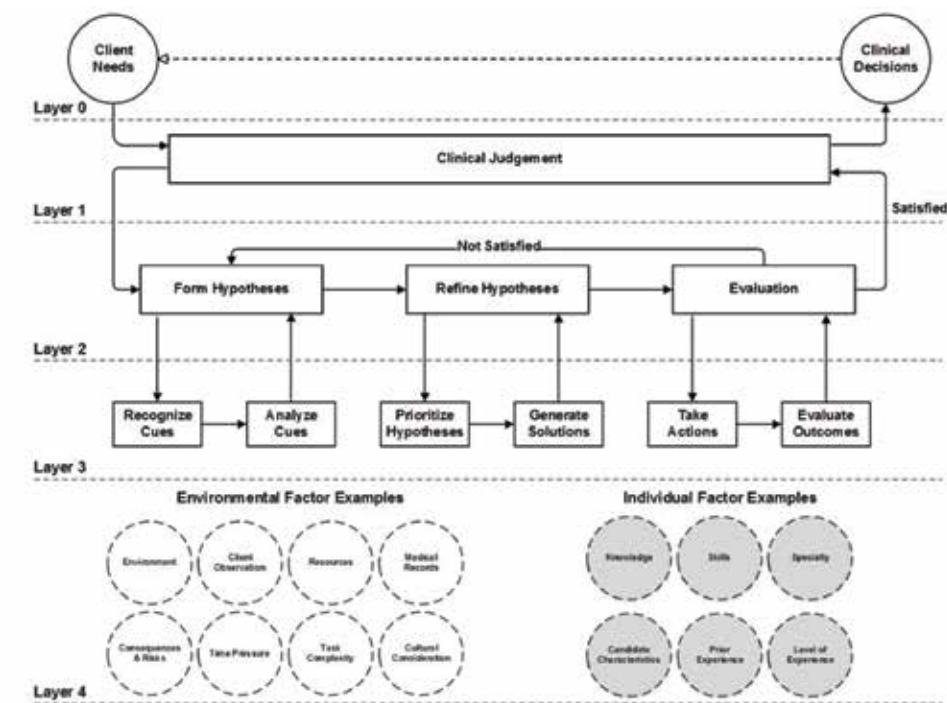 Client
Needs
Clinical
Decisions
Layer 0
Clinical Judgement
Layer 1
Satisfied
Not Satisfied
Form Hypotheses
Refine Hypotheses
Evaluation
Layer 2
Recognize
Cues
Analyze
Cues
Prioritize
Hypotheses
Generate
Solutions
Take
Actions
Evaluate
Outcomes
Layer 3
Environmental Factor Examples
Individual Factor Examples
Environment
Client
Observation
Resources
Medical
Records
Knowledge
Skills
Specialty
Consequences
& Risks
Time Pressure
Task
Complexity
Cultural
Consideration
Candidate
Characteristics
Prior
Experience
Level of
Experience
Layer 4